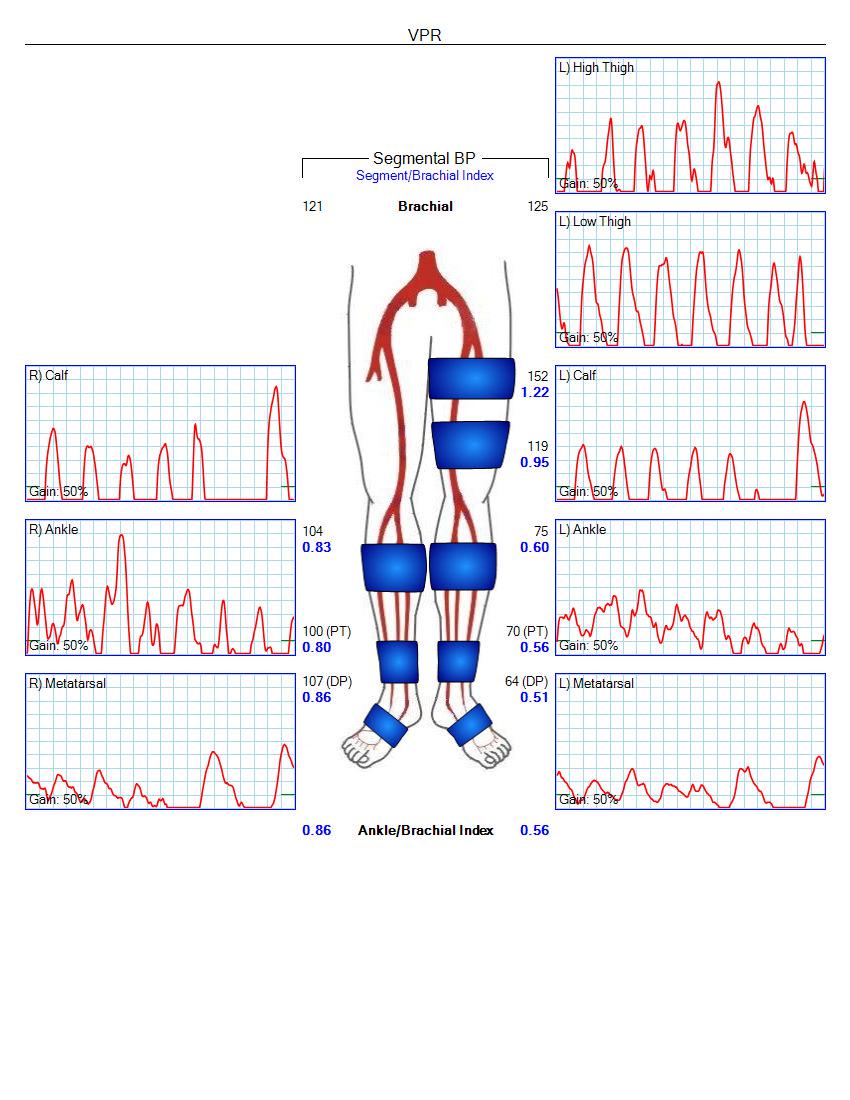 VPR
L) High Thigh
Gain: 50%
Segmental BP
Segment/Brachial Index
121 Brachial 125
L) Low Thigh
Gain: 50%
152
1.22
119
0.95
R) Calf
Gain: 50%
L) Calf
Gain: 50%
R) Ankle
Gain: 50%
104
0.83
75
0.60
L) Ankle
Gain: 50%
100 (PT)
0.80
70 (PT)
0.56
R) Metatarsal
Gain: 50%
107 (DP)
0.86
64 (DP)
0.51
L) Metatarsal
Gain: 50%
0.86 Ankle/Brachial Index 0.56